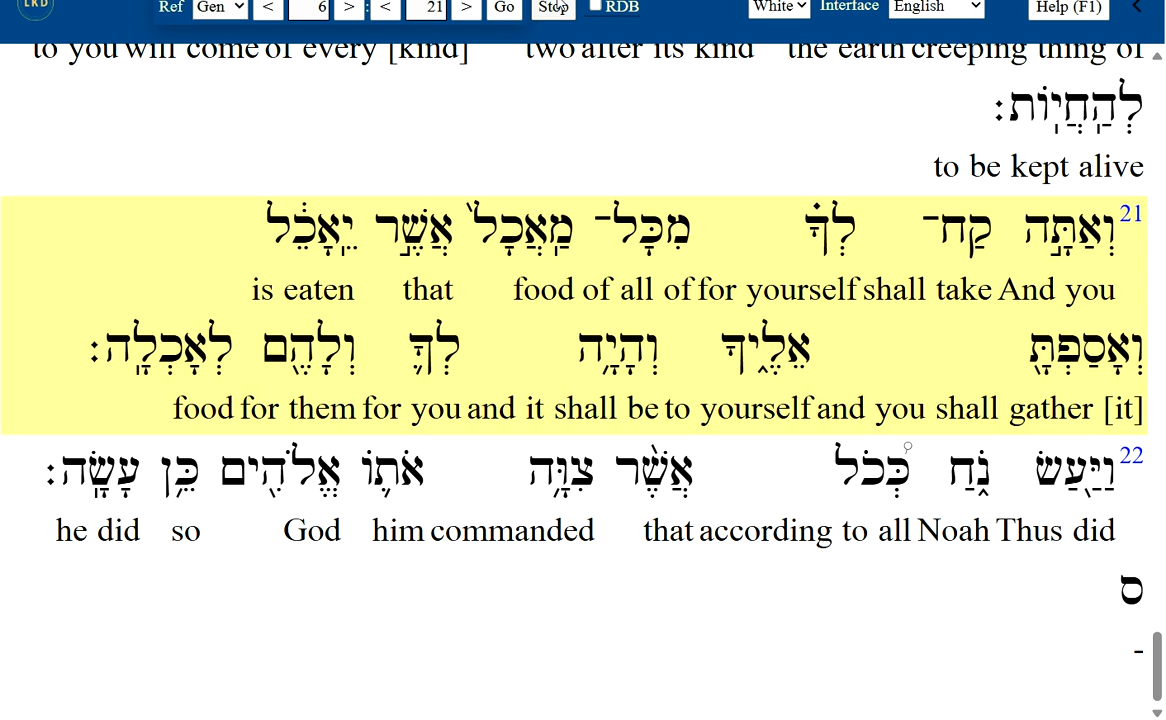 LKD Ref Gen < 6 > : < 21 > Go Stop RDB White Interface English Help (F1) <
to you will come of every [kind] two after its kind the earth creeping thing of
לְהַֽחֲיֽוֹת׃
to be kept alive
21 וְאַתָּ֣ה קַח־ לְךָ֗ מִכָּל־ מַֽאֲכָל֙ אֲשֶׁ֣ר יֵֽאָכֵ֔ל
is eaten that food of all of for yourself shall take And you
וְאָסַפְתָּ֖ אֵלֶ֑יךָ וְהָיָ֥ה לְךָ֛ וְלָהֶ֖ם לְאָכְלָֽה׃
food for them for you and it shall be to yourself and you shall gather [it]
22 וַיַּ֖עַשׂ נֹ֑חַ כְּ֠כֹל אֲשֶׁ֨ר צִוָּ֥ה אֹת֛וֹ אֱלֹהִ֖ים כֵּ֥ן עָשָֽׂה׃
he did so God him commanded that according to all Noah Thus did
ס
-